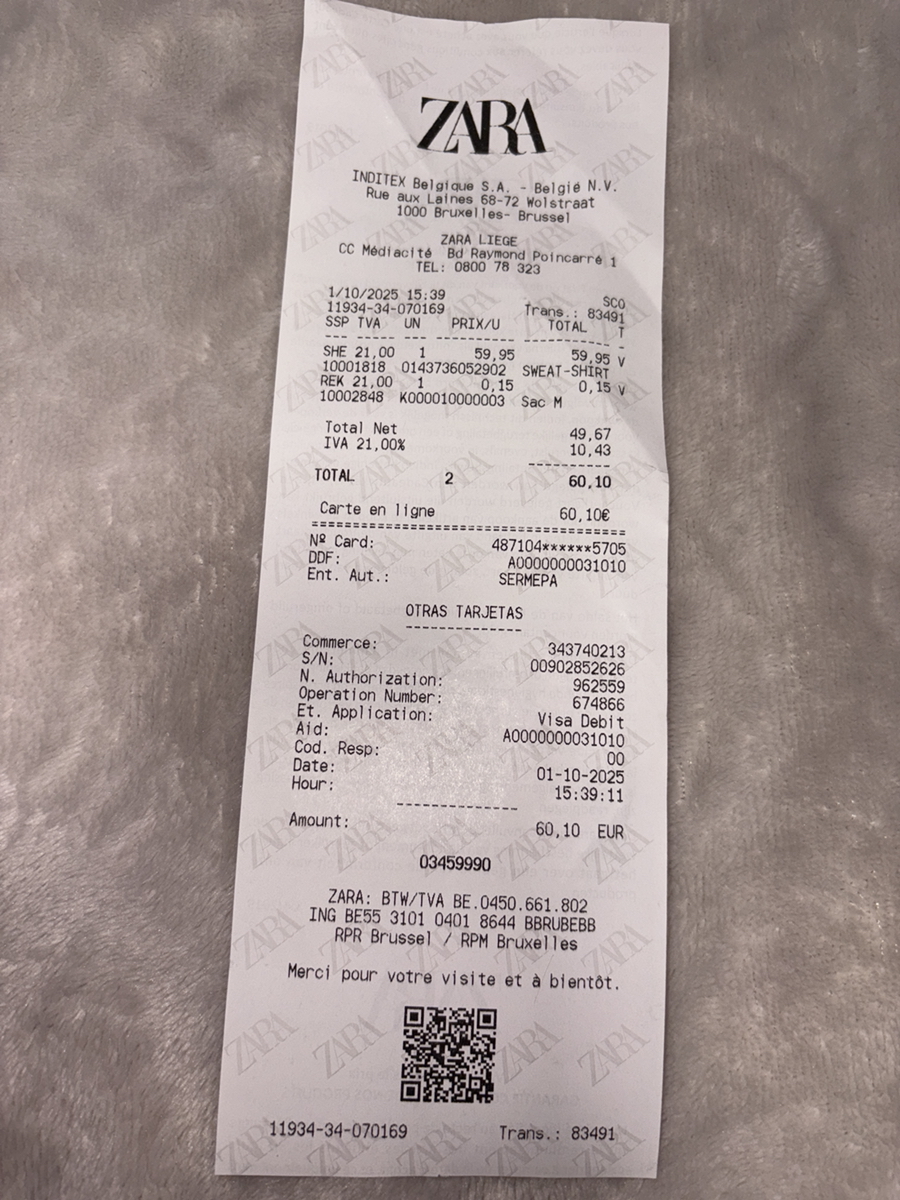 ZARA
INDITEX Belgique S.A. - België N.V.
Rue aux Laines 68-72 Wolstraat
1000 Bruxelles- Brussel
ZARA LIEGE
CC Médiacité Bd Raymond Poincarré 1
TEL: 0800 78 323
1/10/2025 15:39 SCO
11934-34-070169 Trans.: 83491
SSP TVA UN PRIX/U TOTAL T
--- --- --- ---------- ----------- -
SHE 21,00 1 59,95 59,95 V
10001818 0143736052902 SWEAT-SHIRT
REK 21,00 1 0,15 0,15 V
10002848 K000010000003 Sac M
Total Net 49,67
IVA 21,00% 10,43
----------
TOTAL 2 60,10
Carte en ligne 60,10€
========================================
Nº Card: 487104******5705
DDF: A0000000031010
Ent. Aut.: SERMEPA
OTRAS TARJETAS
--------------
Commerce: 343740213
S/N: 00902852626
N. Authorization: 962559
Operation Number: 674866
Et. Application: Visa Debit
Aid: A0000000031010
Cod. Resp: 00
Date: 01-10-2025
Hour: 15:39:11
--------------
Amount: 60,10 EUR
03459990
ZARA: BTW/TVA BE.0450.661.802
ING BE55 3101 0401 8644 BBRUBEBB
RPR Brussel / RPM Bruxelles
Merci pour votre visite et à bientôt.
11934-34-070169 Trans.: 83491